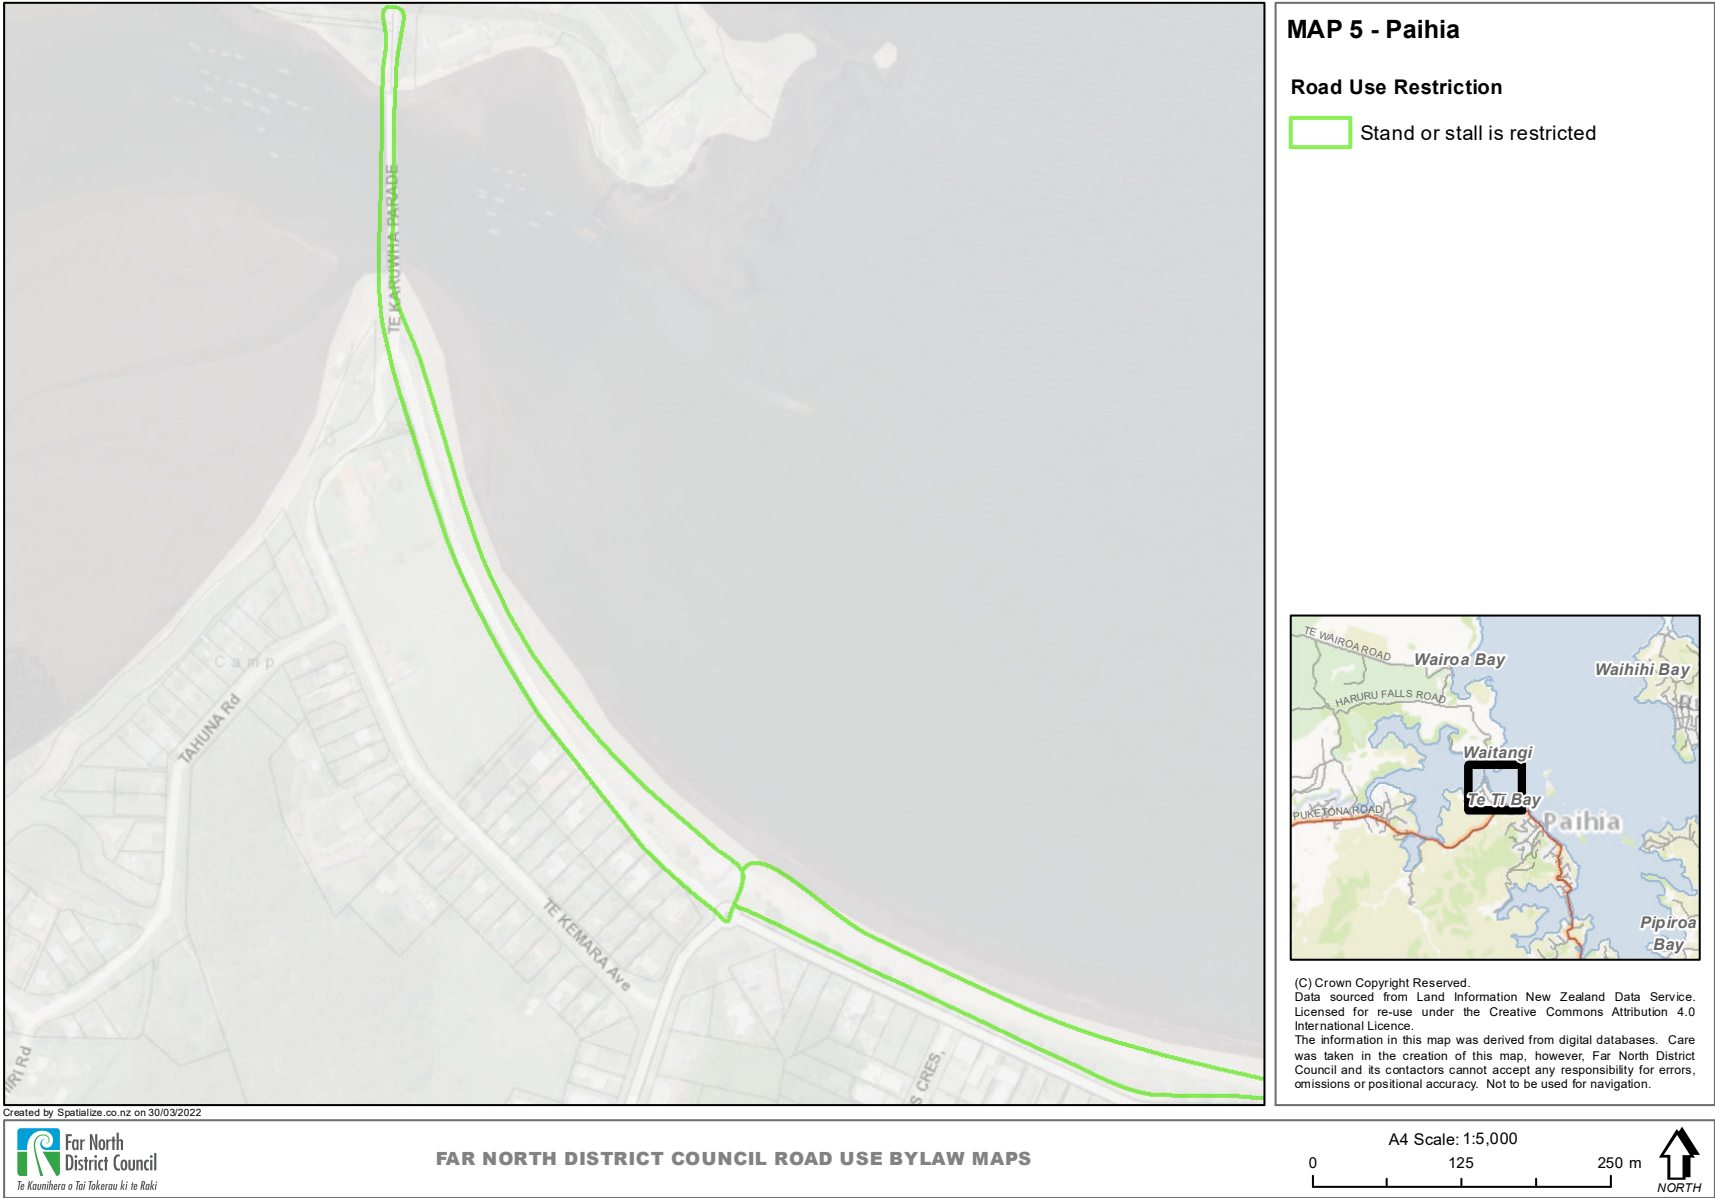 MAP 5 - Paihia
Road Use Restriction
Stand or stall is restricted
TE KARUWHA PARADE
Camp
TAHUNA Rd
TE KEMARA Ave
IRI Rd
S CRES,
TE WAIROA ROAD
Wairoa Bay
Waihihi Bay
HARURU FALLS ROAD
Waitangi
Te Tī Bay
PUKETONA ROAD
Paihia
Pipiroa
Bay
(C) Crown Copyright Reserved.
Data sourced from Land Information New Zealand Data Service.
Licensed for re-use under the Creative Commons Attribution 4.0
International Licence.
The information in this map was derived from digital databases. Care
was taken in the creation of this map, however, Far North District
Council and its contactors cannot accept any responsibility for errors,
omissions or positional accuracy. Not to be used for navigation.
Created by Spatialize.co.nz on 30/03/2022
Far North
District Council
Te Kaunihera o Tai Tokerau ki te Raki
FAR NORTH DISTRICT COUNCIL ROAD USE BYLAW MAPS
A4 Scale: 1:5,000
0 125 250 m
NORTH